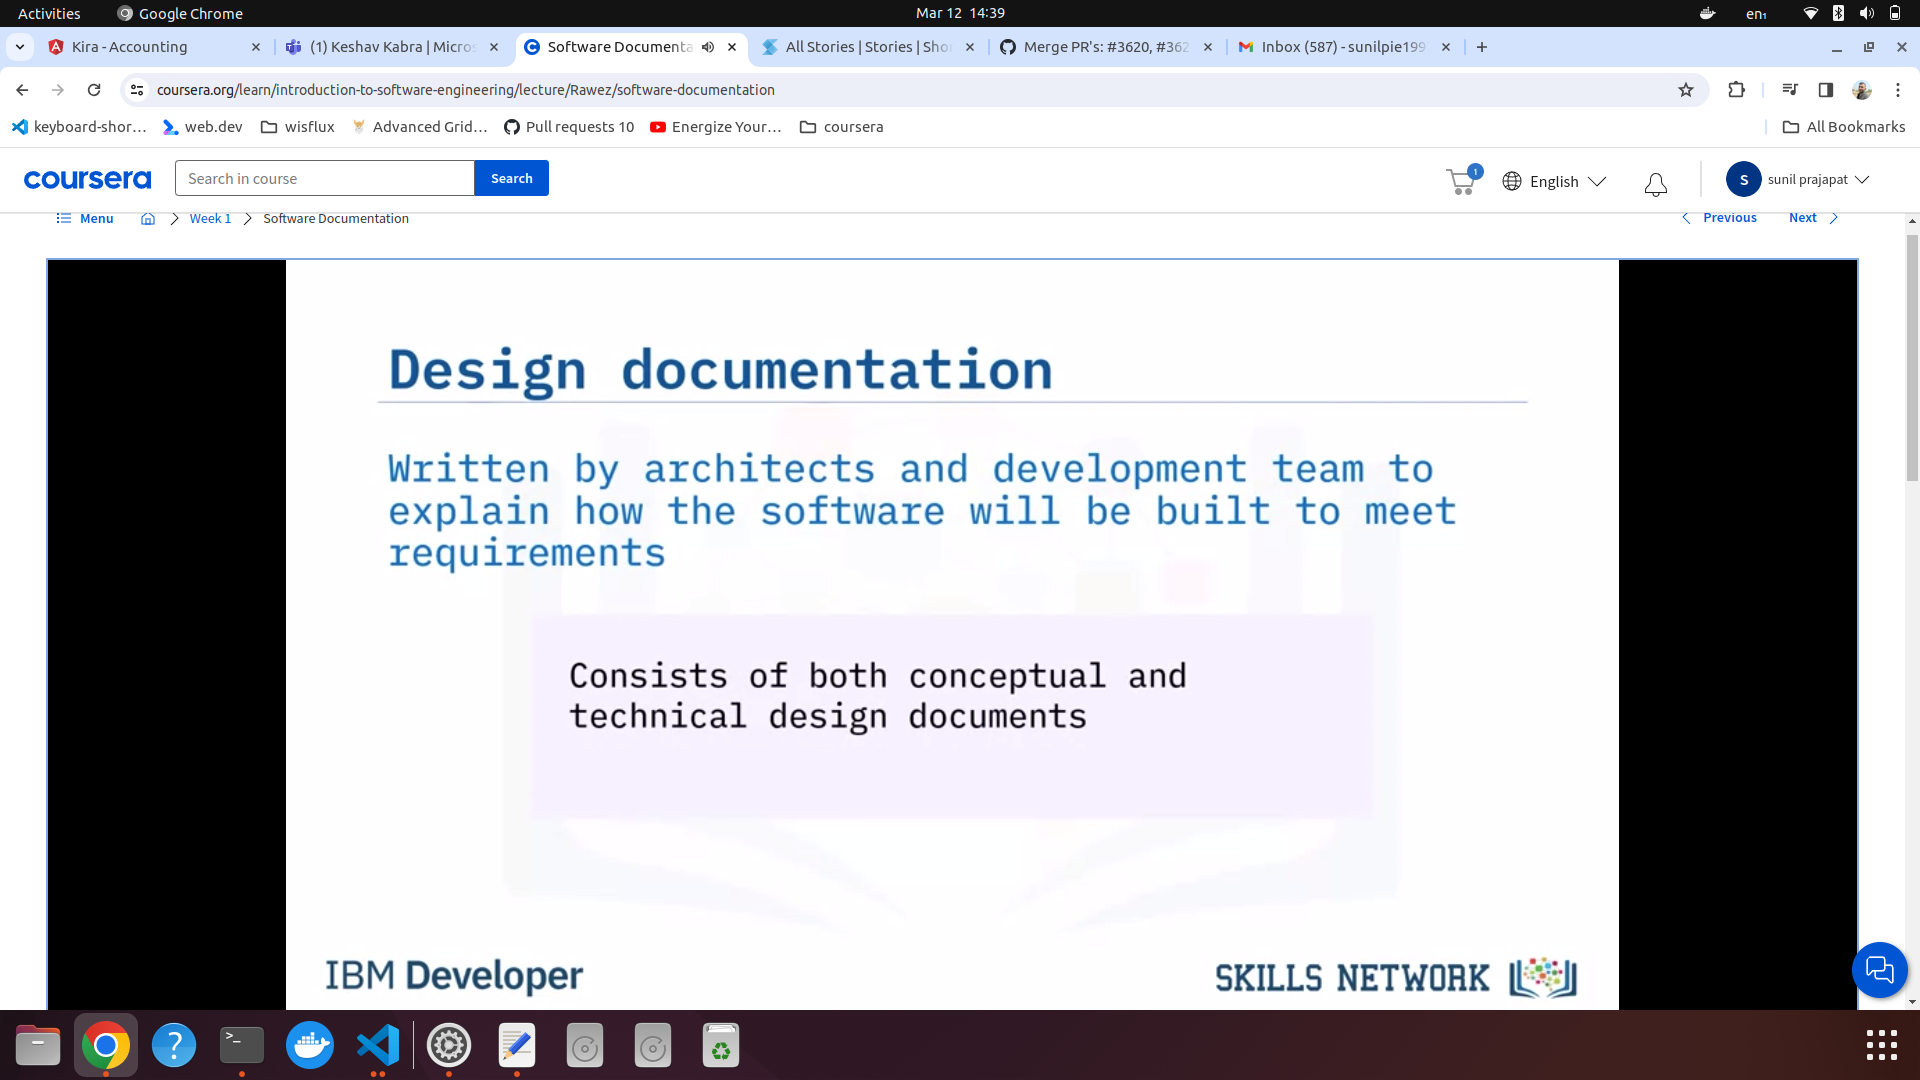 Activities
Google Chrome
Mar 12 14:39
en₁
Kira - Accounting
(1) Keshav Kabra | Micros
Software Documenta
All Stories | Stories | Sho
Merge PR's: #3620, #362
Inbox (587) - sunilpie199
coursera.org/learn/introduction-to-software-engineering/lecture/Rawez/software-documentation
keyboard-shor...
web.dev
wisflux
Advanced Grid...
Pull requests 10
Energize Your...
coursera
All Bookmarks
coursera
Search in course
Search
1
English
S
sunil prajapat
Menu
Week 1
Software Documentation
Previous
Next
Design documentation
Written by architects and development team to
explain how the software will be built to meet
requirements
Consists of both conceptual and
technical design documents
IBM Developer
SKILLS NETWORK